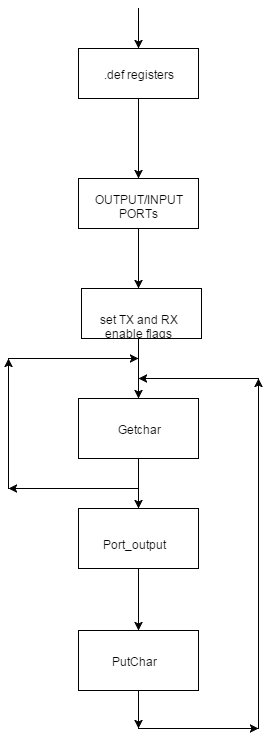 .def registers
OUTPUT/INPUT
PORTs
set TX and RX
enable flags
Getchar
Port_output
PutChar